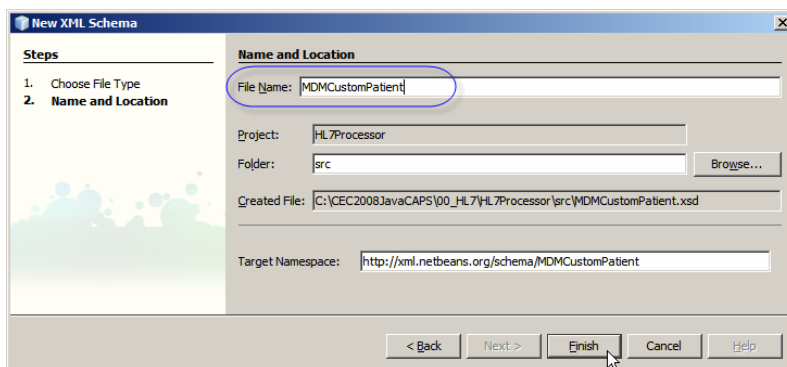 New XML Schema
Steps
1. Choose File Type
2. Name and Location
Name and Location
File Name: MDMCustomPatient
Project: HL7Processor
Folder: src Browse...
Created File: C:\CEC2008JavaCAPS\00_HL7\HL7Processor\src\MDMCustomPatient.xsd
Target Namespace: http://xml.netbeans.org/schema/MDMCustomPatient
< Back Next > Finish Cancel Help